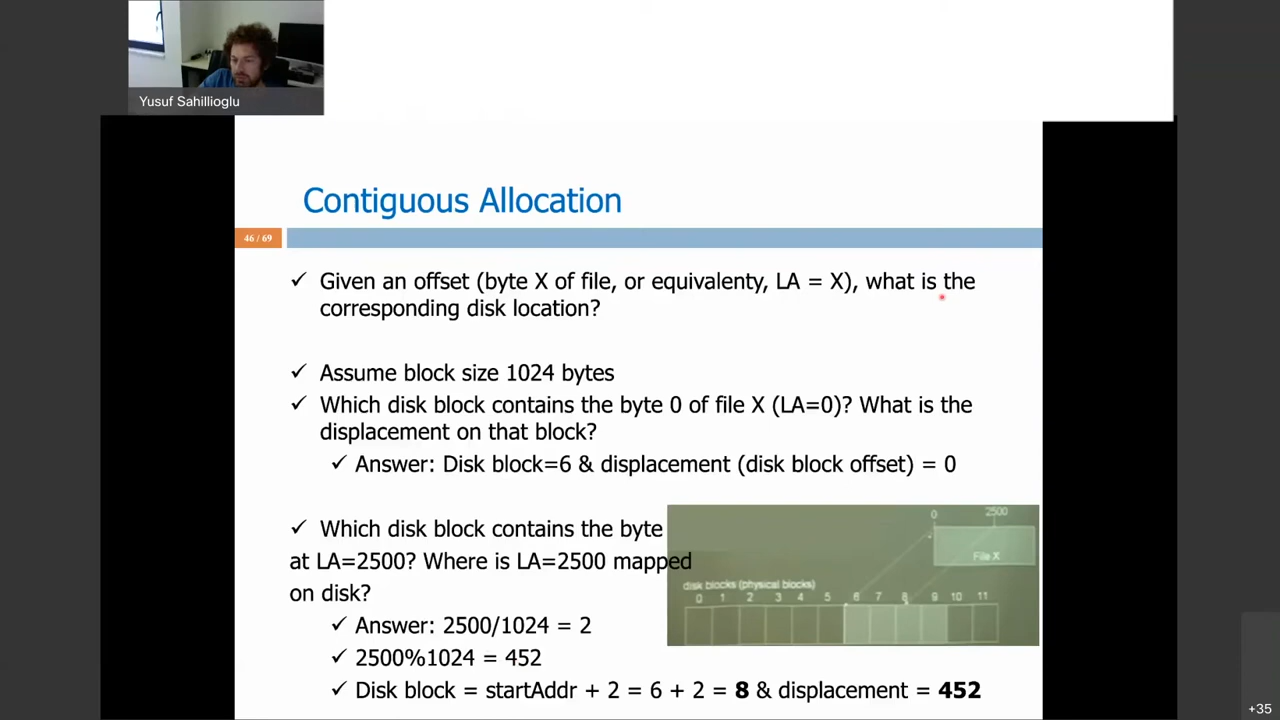 Yusuf Sahillioglu
Contiguous Allocation
46 / 69
✓ Given an offset (byte X of file, or equivalenty, LA = X), what is the
corresponding disk location?
✓ Assume block size 1024 bytes
✓ Which disk block contains the byte 0 of file X (LA=0)? What is the
displacement on that block?
✓ Answer: Disk block=6 & displacement (disk block offset) = 0
✓ Which disk block contains the byte
at LA=2500? Where is LA=2500 mapped
on disk?
✓ Answer: 2500/1024 = 2
✓ 2500%1024 = 452
✓ Disk block = startAddr + 2 = 6 + 2 = 8 & displacement = 452
0 2500
File X
disk blocks (physical blocks)
0 1 2 3 4 5 6 7 8 9 10 11
+35